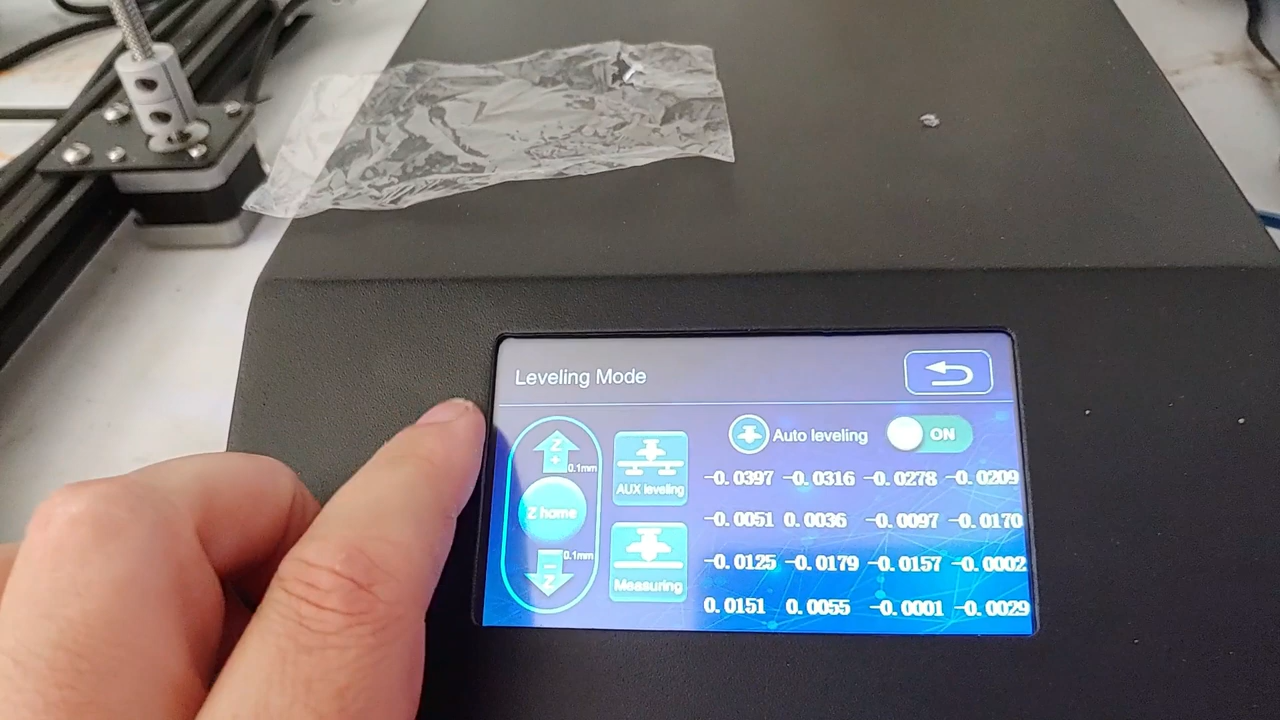 Leveling Mode
Z
+
0.1mm
Z home
0.1mm
−
Z
AUX leveling
Measuring
Auto leveling ON
-0.0397 -0.0316 -0.0278 -0.0209
-0.0051 0.0036 -0.0097 -0.0170
-0.0125 -0.0179 -0.0157 -0.0002
0.0151 0.0055 -0.0001 -0.0029